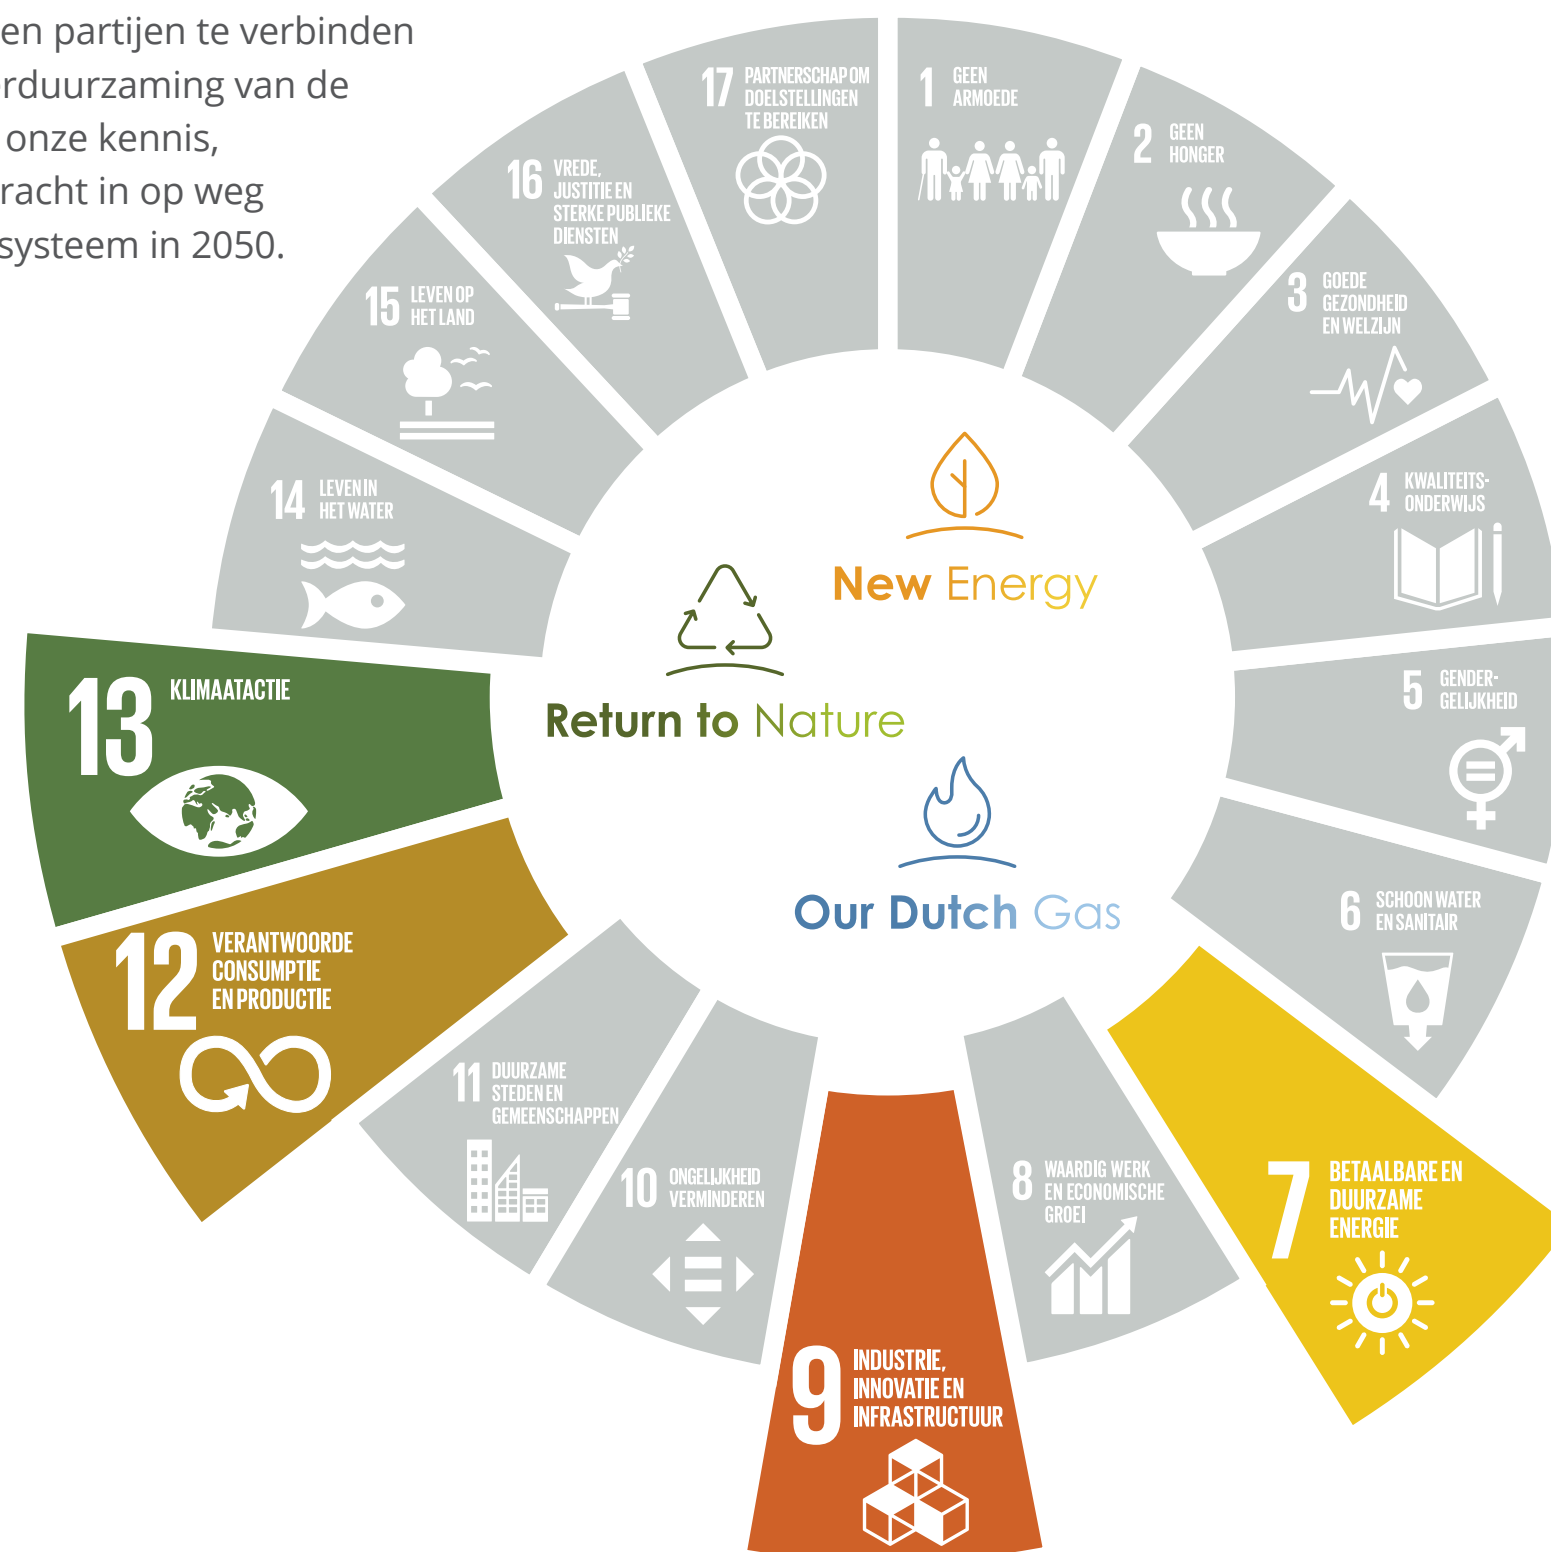 en partijen te verbinden
rduurzaming van de
onze kennis,
racht in op weg
systeem in 2050.
17 PARTNERSCHAP OM
DOELSTELLINGEN
TE BEREIKEN
1 GEEN
ARMOEDE
2 GEEN
HONGER
3 GOEDE
GEZONDHEID
EN WELZIJN
4 KWALITEITS-
ONDERWIJS
5 GENDER-
GELIJKHEID
6 SCHOON WATER
EN SANITAIR
7 BETAALBARE EN
DUURZAME
ENERGIE
8 WAARDIG WERK
EN ECONOMISCHE
GROEI
9 INDUSTRIE,
INNOVATIE EN
INFRASTRUCTUUR
10 ONGELIJKHEID
VERMINDEREN
11 DUURZAME
STEDEN EN
GEMEENSCHAPPEN
12 VERANTWOORDE
CONSUMPTIE
EN PRODUCTIE
13 KLIMAATACTIE
14 LEVEN IN
HET WATER
15 LEVEN OP
HET LAND
16 VREDE,
JUSTITIE EN
STERKE PUBLIEKE
DIENSTEN
New Energy
Return to Nature
Our Dutch Gas